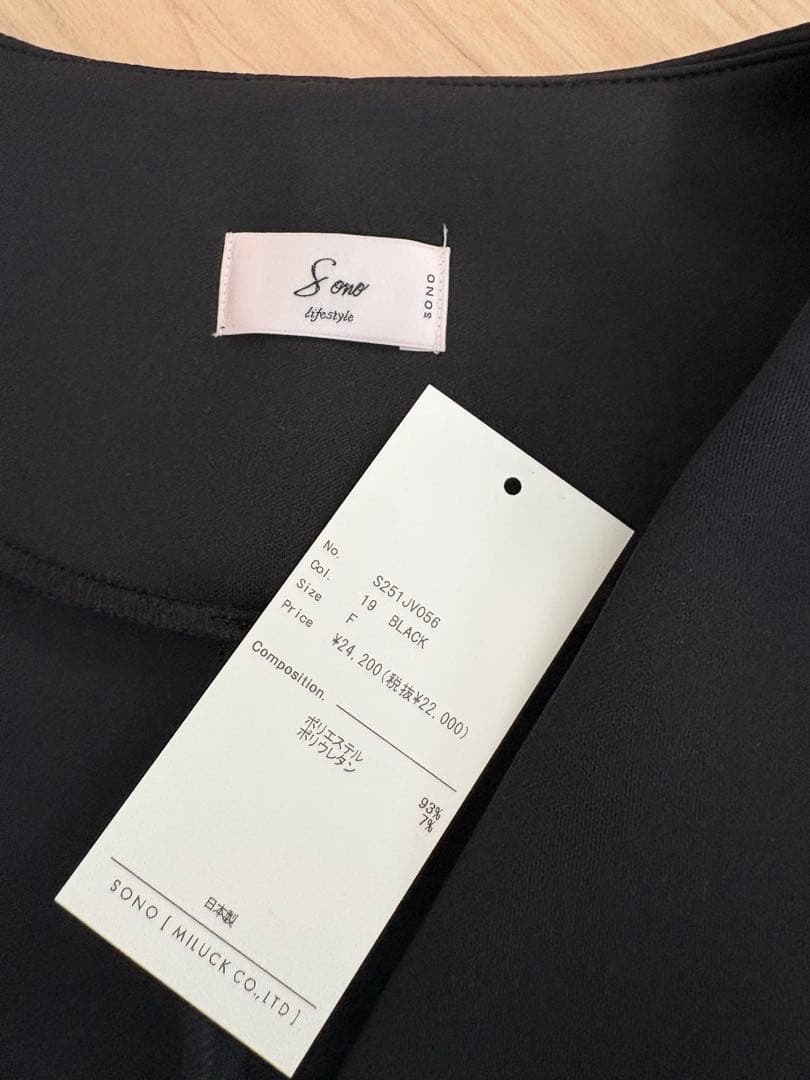 Sono
lifestyle
SONO
No. S251JV056
Col. 19 BLACK
Size F
Price ¥24,200(税抜¥22,000)
Composition.
ポリエステル 93%
ポリウレタン 7%
日本製
SONO [ MILUCK CO.,LTD ]